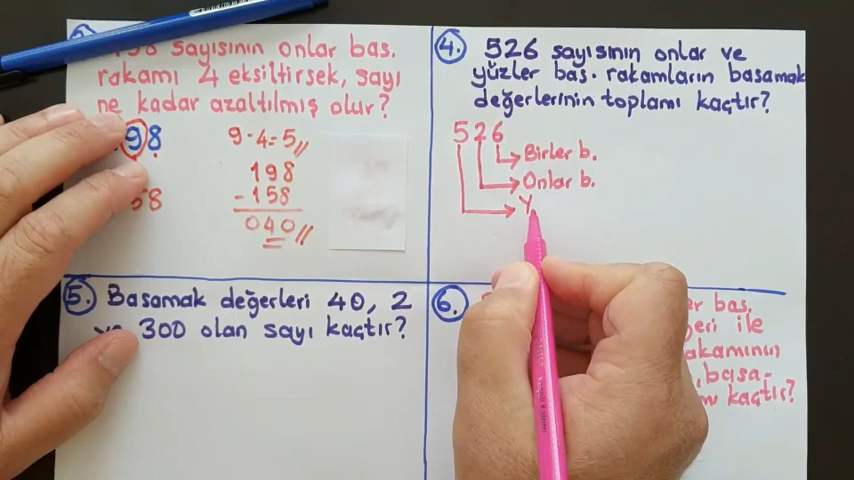 sayısının onlar bas.
rakamı 4 eksiltirsek, sayı
ne kadar azaltılmış olur?
98
58
9-4=5
198
-158
040
4. 526 sayısının onlar ve
yüzler bas. rakamların basamak
değerlerinin toplamı kaçtır?
526
Birler b.
Onlar b.
Y
5. Basamak değerleri 40, 2
300 olan sayı kaçtır?
6.
er bas.
eri ile
akamının
, basa-
kaçtır?